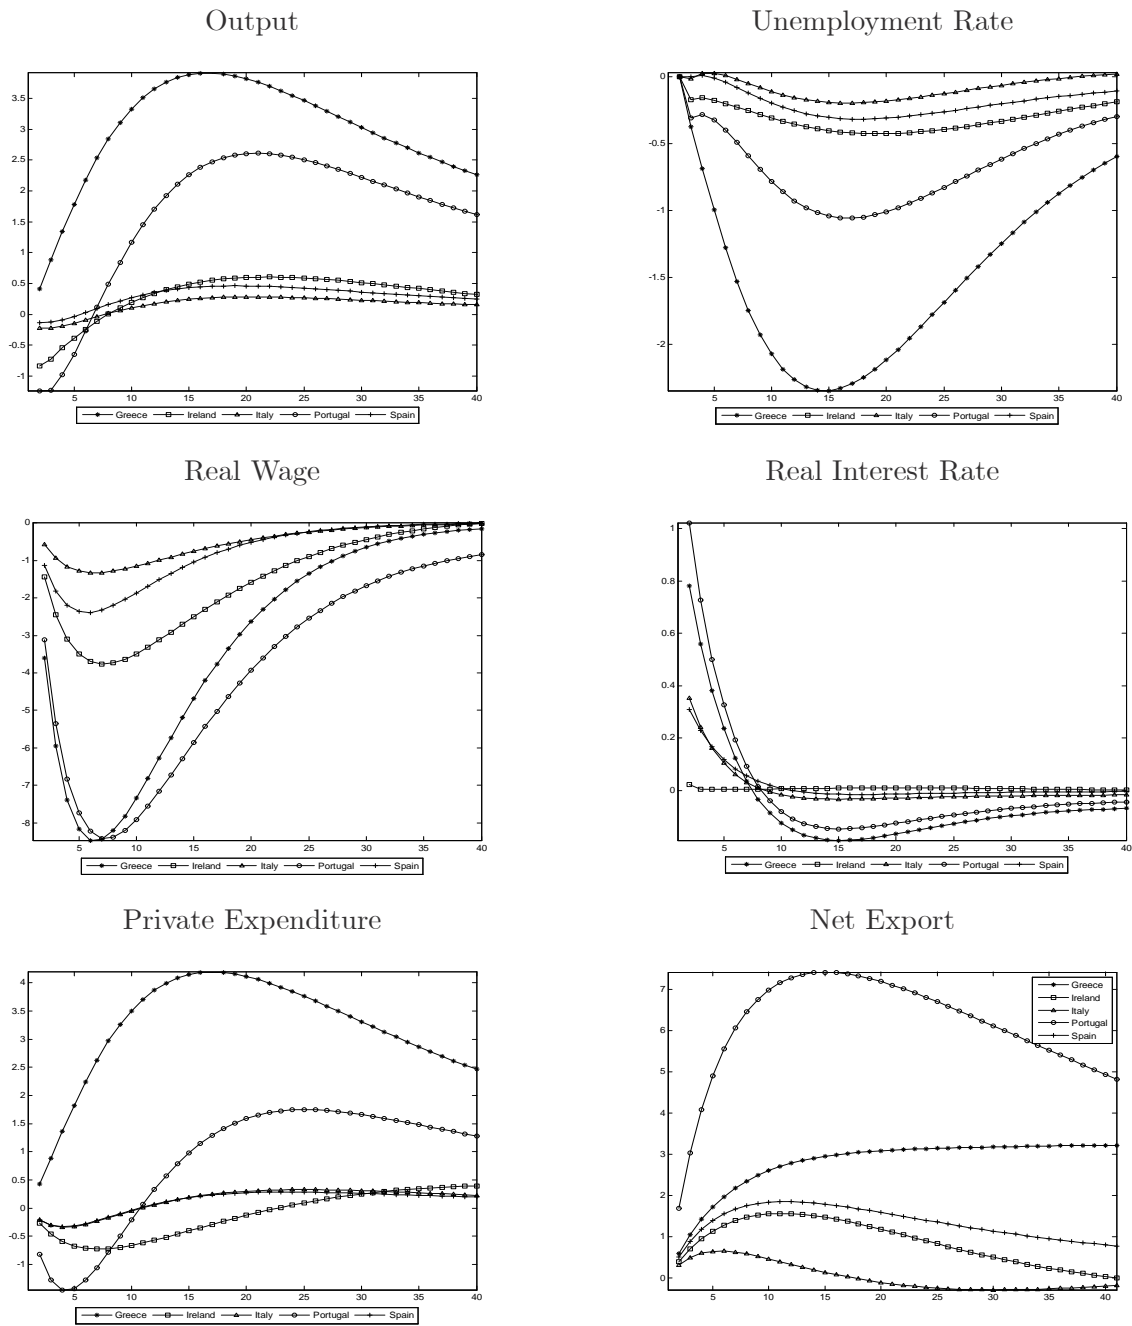 Output
Unemployment Rate
3.5
3
2.5
2
1.5
1
0.5
0
-0.5
-1
5 10 15 20 25 30 35 40
Greece Ireland Italy Portugal Spain
0
-0.5
-1
-1.5
-2
5 10 15 20 25 30 35 40
Greece Ireland Italy Portugal Spain
Real Wage
Real Interest Rate
0
-1
-2
-3
-4
-5
-6
-7
-8
5 10 15 20 25 30 35 40
Greece Ireland Italy Portugal Spain
1
0.8
0.6
0.4
0.2
0
5 10 15 20 25 30 35 40
Greece Ireland Italy Portugal Spain
Private Expenditure
Net Export
4
3.5
3
2.5
2
1.5
1
0.5
0
-0.5
-1
5 10 15 20 25 30 35 40
Greece Ireland Italy Portugal Spain
7
6
5
4
3
2
1
0
5 10 15 20 25 30 35 40
Greece
Ireland
Italy
Portugal
Spain